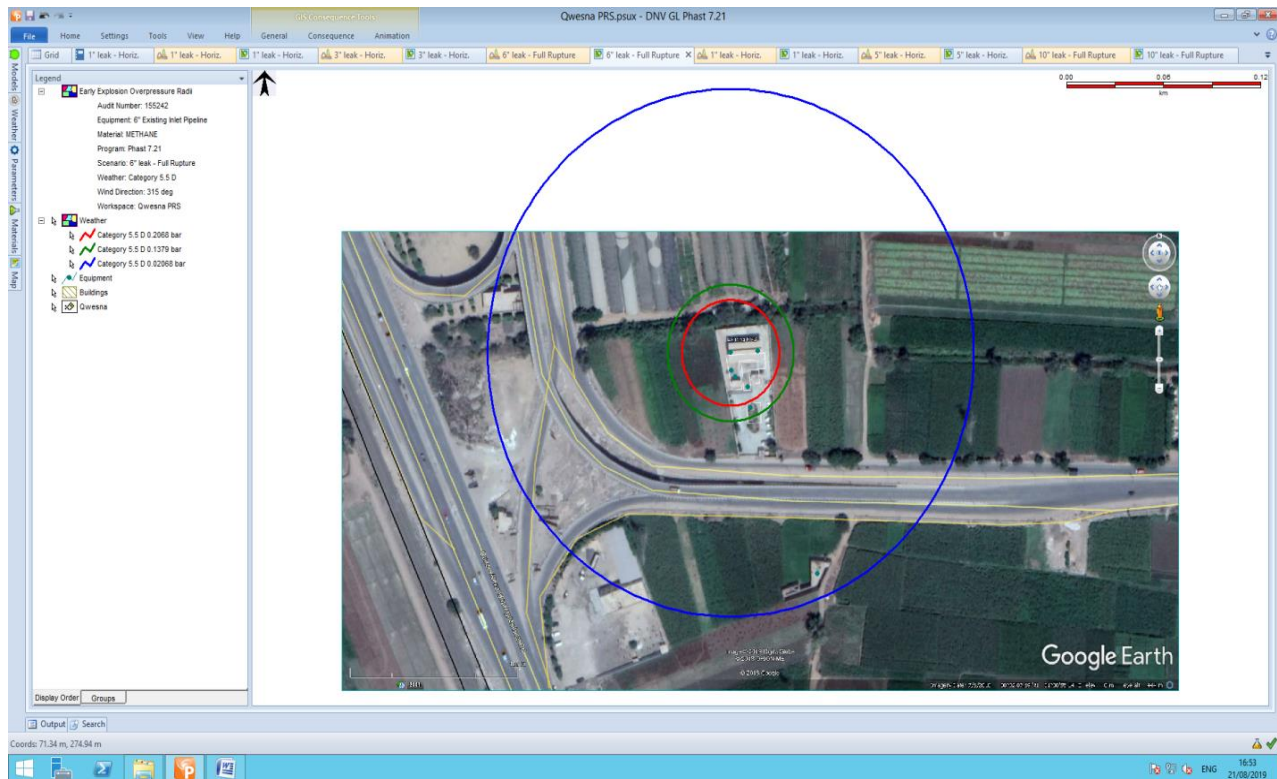 GIS Consequence Tools
Qwesna PRS.psux - DNV GL Phast 7.21
File Home Settings Tools View Help General Consequence Animation
Grid 1" leak - Horiz. 1" leak - Horiz. 1" leak - Horiz. 3" leak - Horiz. 3" leak - Horiz. 6" leak - Full Rupture 6" leak - Full Rupture 1" leak - Horiz. 1" leak - Horiz. 5" leak - Horiz. 5" leak - Horiz. 10" leak - Full Rupture 10" leak - Full Rupture
Models
Weather
Parameters
Materials
Map
Legend
Early Explosion Overpressure Radii
Audit Number: 155242
Equipment: 6" Existing Inlet Pipeline
Material: METHANE
Program: Phast 7.21
Scenario: 6" leak - Full Rupture
Weather: Category 5.5 D
Wind Direction: 315 deg
Workspace: Qwesna PRS
Weather
Category 5.5 D 0.2068 bar
Category 5.5 D 0.1379 bar
Category 5.5 D 0.02068 bar
Equipment
Buildings
Qwesna
0.00 0.06 0.12
km
Google Earth
© 2018 Google
Display Order Groups
Output Search
Coords: 71.34 m, 274.94 m
ENG
16:53
21/08/2019